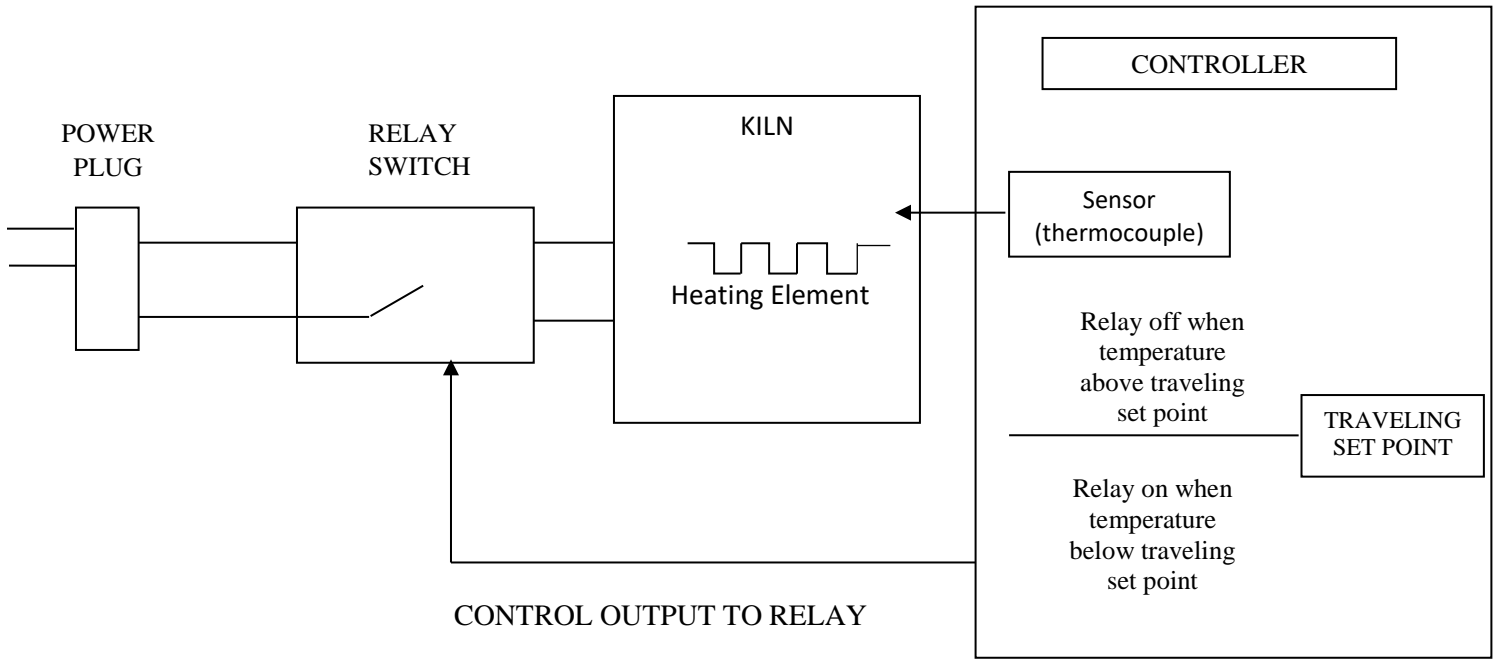 POWER
PLUG
RELAY
SWITCH
KILN
Heating Element
CONTROLLER
Sensor
(thermocouple)
Relay off when
temperature
above traveling
set point
TRAVELING
SET POINT
Relay on when
temperature
below traveling
set point
CONTROL OUTPUT TO RELAY